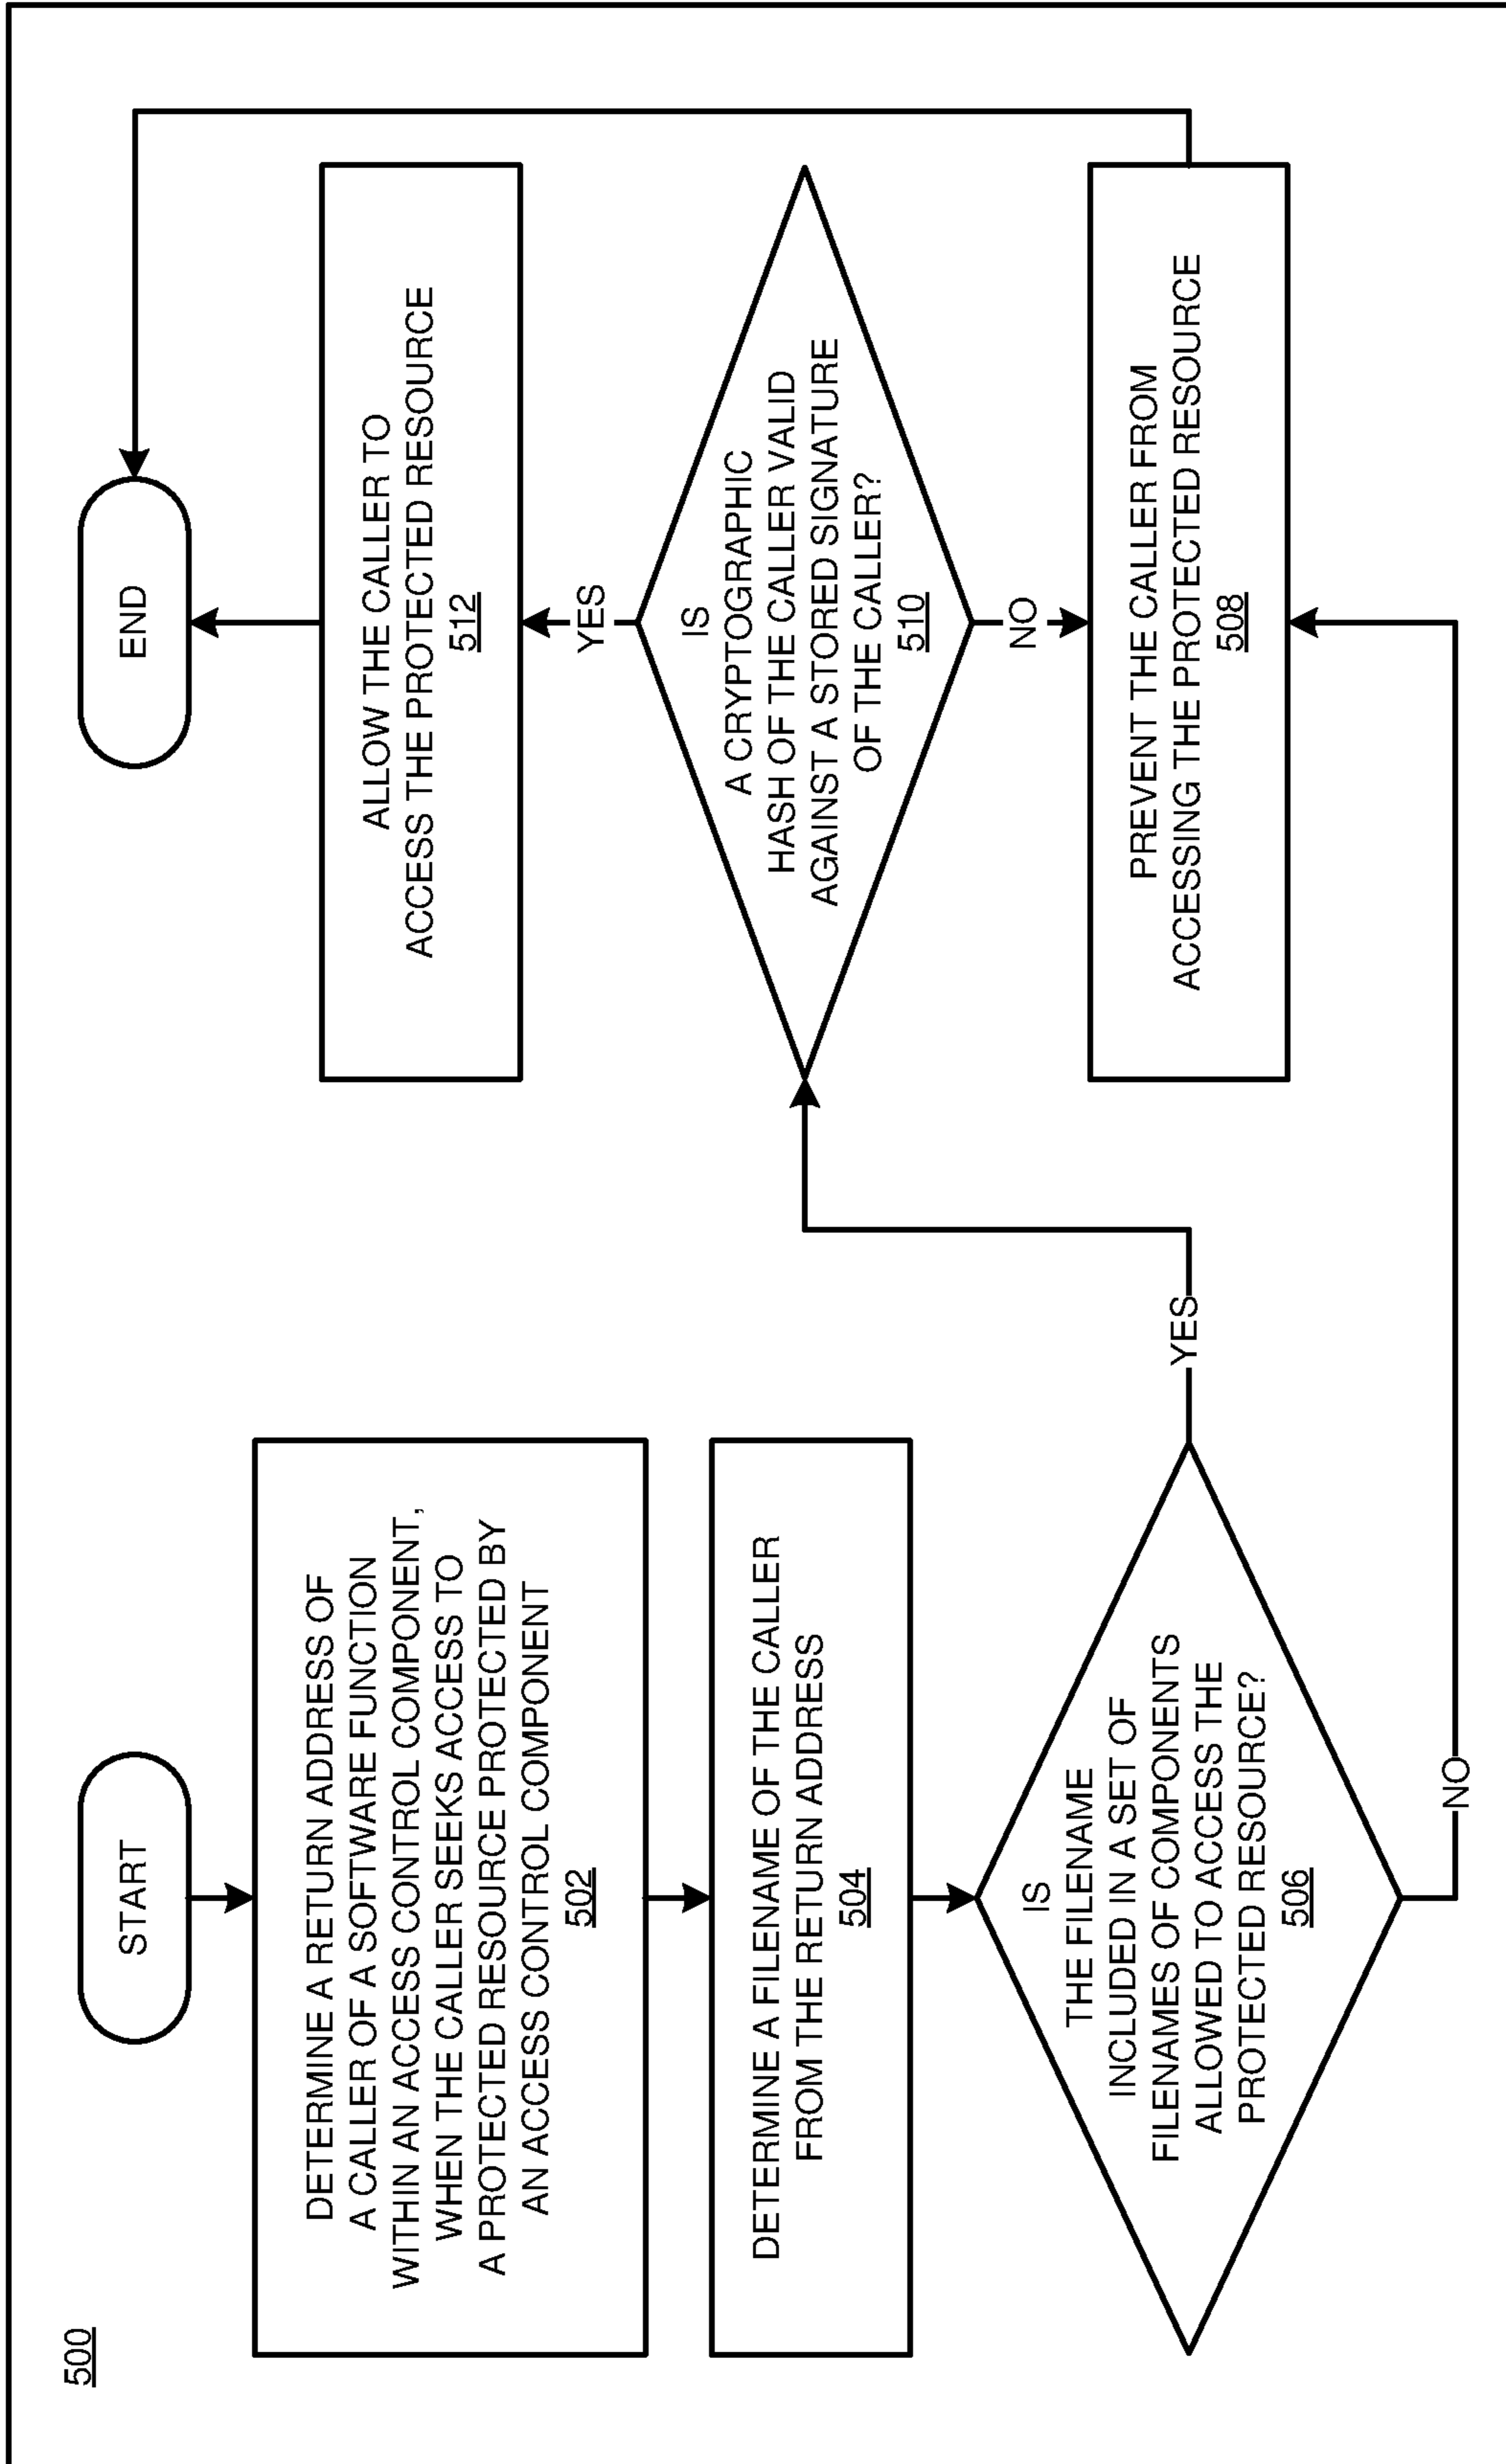 500
START
DETERMINE A RETURN ADDRESS OF
A CALLER OF A SOFTWARE FUNCTION
WITHIN AN ACCESS CONTROL COMPONENT,
WHEN THE CALLER SEEKS ACCESS TO
A PROTECTED RESOURCE PROTECTED BY
AN ACCESS CONTROL COMPONENT
502
DETERMINE A FILENAME OF THE CALLER
FROM THE RETURN ADDRESS
504
IS
THE FILENAME
INCLUDED IN A SET OF
FILENAMES OF COMPONENTS
ALLOWED TO ACCESS THE
PROTECTED RESOURCE?
506
YES
NO
END
ALLOW THE CALLER TO
ACCESS THE PROTECTED RESOURCE
512
YES
IS
A CRYPTOGRAPHIC
HASH OF THE CALLER VALID
AGAINST A STORED SIGNATURE
OF THE CALLER?
510
NO
PREVENT THE CALLER FROM
ACCESSING THE PROTECTED RESOURCE
508